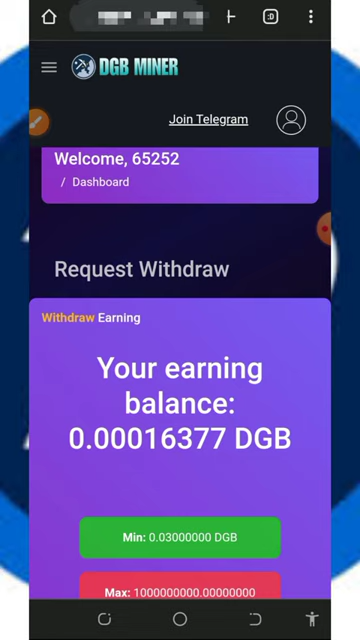 :D
DGB MINER
Join Telegram
Welcome, 65252
/ Dashboard
Request Withdraw
Withdraw Earning
Your earning
balance:
0.00016377 DGB
Min: 0.03000000 DGB
Max: 1000000000.00000000